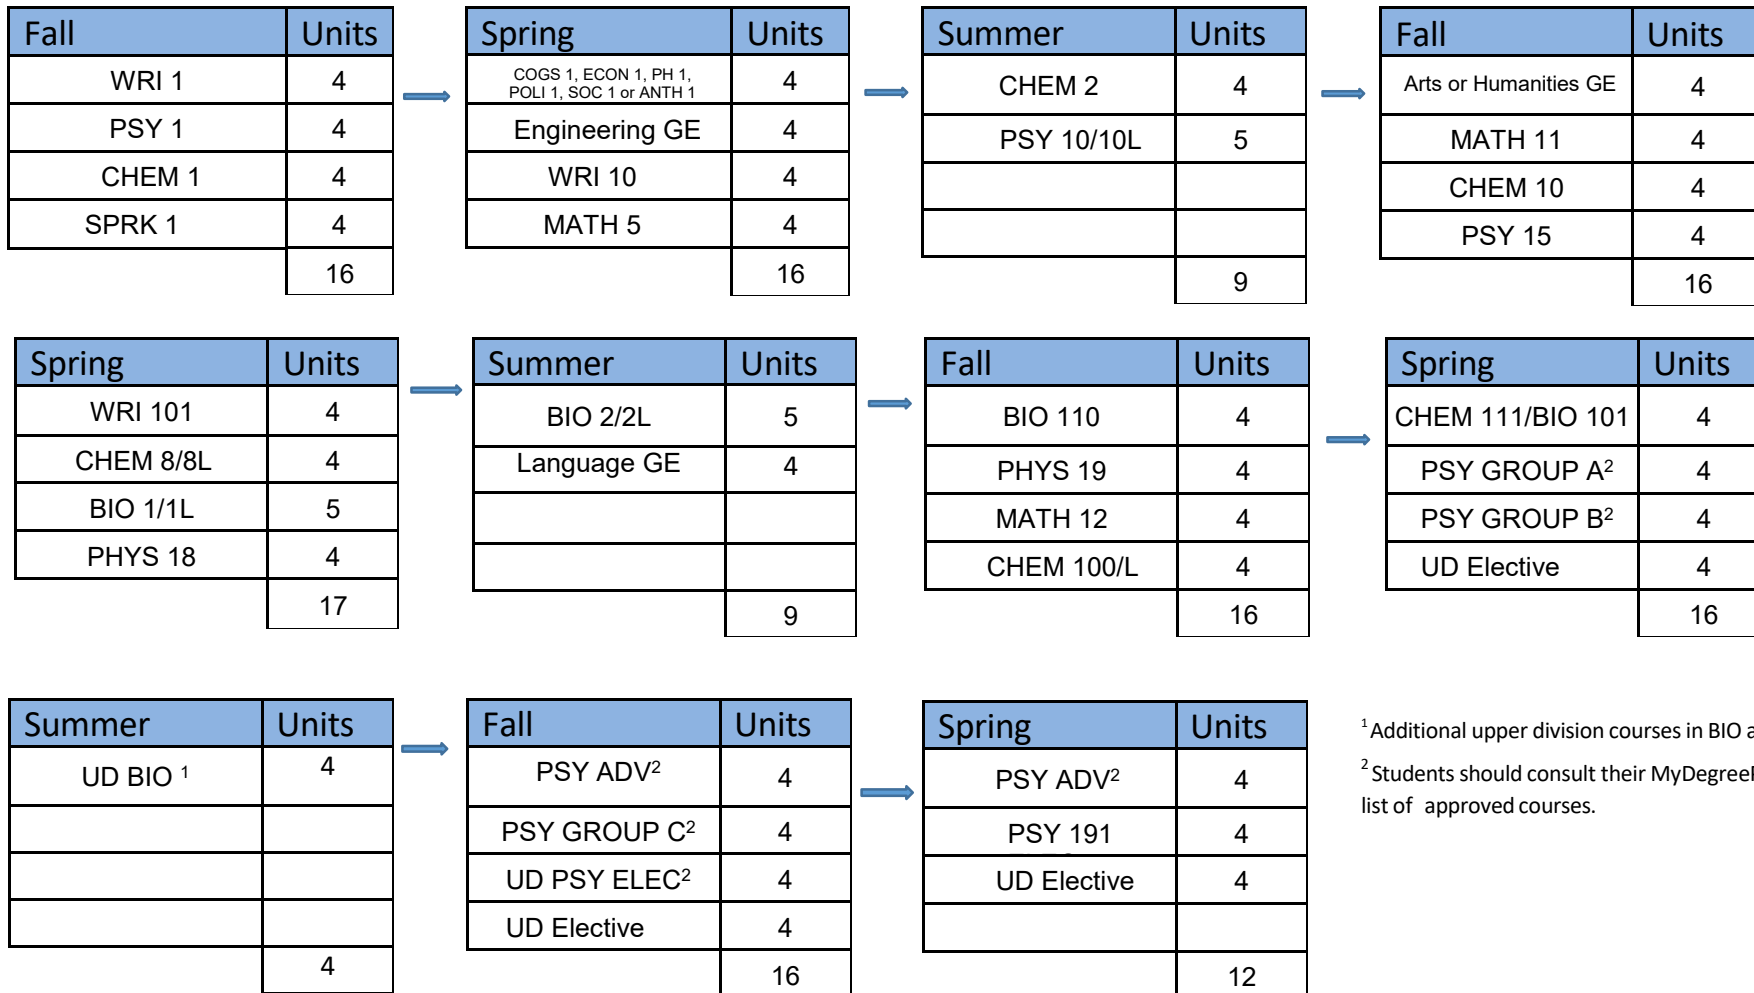 Fall Units
WRI 1 4
PSY 1 4
CHEM 1 4
SPRK 1 4
16
Spring Units
COGS 1, ECON 1, PH 1,
POLI 1, SOC 1 or ANTH 1 4
Engineering GE 4
WRI 10 4
MATH 5 4
16
Summer Units
CHEM 2 4
PSY 10/10L 5
9
Fall Units
Arts or Humanities GE 4
MATH 11 4
CHEM 10 4
PSY 15 4
16
Spring Units
WRI 101 4
CHEM 8/8L 4
BIO 1/1L 5
PHYS 18 4
17
Summer Units
BIO 2/2L 5
Language GE 4
9
Fall Units
BIO 110 4
PHYS 19 4
MATH 12 4
CHEM 100/L 4
16
Spring Units
CHEM 111/BIO 101 4
PSY GROUP A² 4
PSY GROUP B² 4
UD Elective 4
16
Summer Units
UD BIO ¹ 4
4
Fall Units
PSY ADV² 4
PSY GROUP C² 4
UD PSY ELEC² 4
UD Elective 4
16
Spring Units
PSY ADV² 4
PSY 191 4
UD Elective 4
12
¹ Additional upper division courses in BIO
² Students should consult their
list of approved courses.